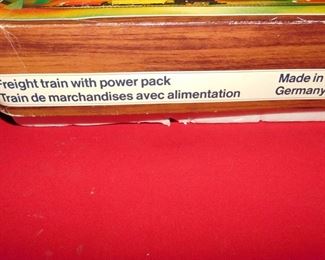 Freight train with power pack
Train de marchandises avec alimentation
Made in
Germany